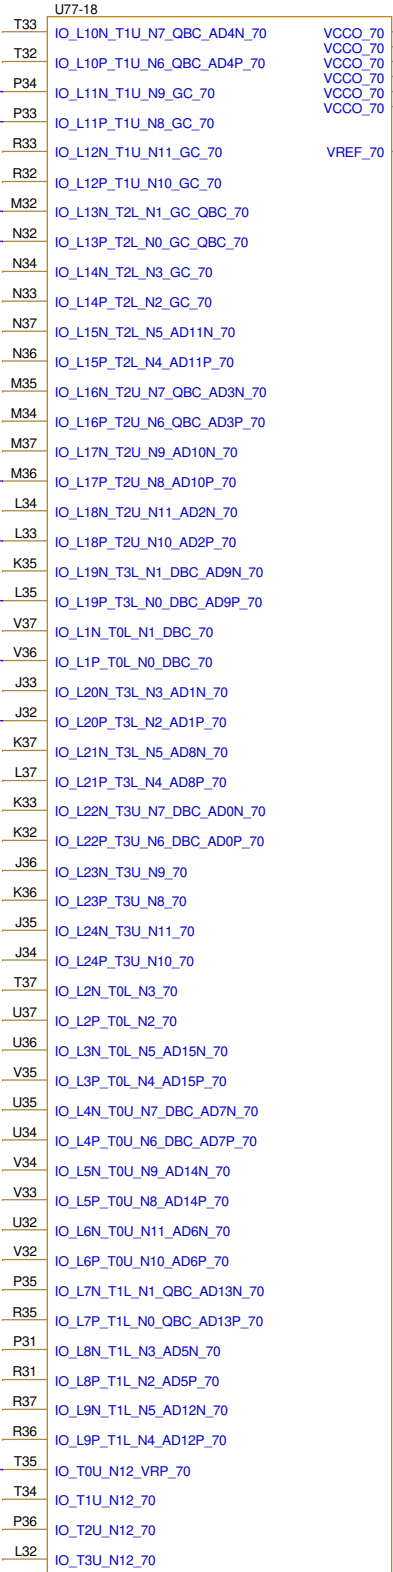 U77-18
T33 IO_L10N_T1U_N7_QBC_AD4N_70 VCCO_70
VCCO_70
T32 IO_L10P_T1U_N6_QBC_AD4P_70 VCCO_70
VCCO_70
P34 IO_L11N_T1U_N9_GC_70 VCCO_70
VCCO_70
P33 IO_L11P_T1U_N8_GC_70
R33 IO_L12N_T1U_N11_GC_70 VREF_70
R32 IO_L12P_T1U_N10_GC_70
M32 IO_L13N_T2L_N1_GC_QBC_70
N32 IO_L13P_T2L_N0_GC_QBC_70
N34 IO_L14N_T2L_N3_GC_70
N33 IO_L14P_T2L_N2_GC_70
N37 IO_L15N_T2L_N5_AD11N_70
N36 IO_L15P_T2L_N4_AD11P_70
M35 IO_L16N_T2U_N7_QBC_AD3N_70
M34 IO_L16P_T2U_N6_QBC_AD3P_70
M37 IO_L17N_T2U_N9_AD10N_70
M36 IO_L17P_T2U_N8_AD10P_70
L34 IO_L18N_T2U_N11_AD2N_70
L33 IO_L18P_T2U_N10_AD2P_70
K35 IO_L19N_T3L_N1_DBC_AD9N_70
L35 IO_L19P_T3L_N0_DBC_AD9P_70
V37 IO_L1N_T0L_N1_DBC_70
V36 IO_L1P_T0L_N0_DBC_70
J33 IO_L20N_T3L_N3_AD1N_70
J32 IO_L20P_T3L_N2_AD1P_70
K37 IO_L21N_T3L_N5_AD8N_70
L37 IO_L21P_T3L_N4_AD8P_70
K33 IO_L22N_T3U_N7_DBC_AD0N_70
K32 IO_L22P_T3U_N6_DBC_AD0P_70
J36 IO_L23N_T3U_N9_70
K36 IO_L23P_T3U_N8_70
J35 IO_L24N_T3U_N11_70
J34 IO_L24P_T3U_N10_70
T37 IO_L2N_T0L_N3_70
U37 IO_L2P_T0L_N2_70
U36 IO_L3N_T0L_N5_AD15N_70
V35 IO_L3P_T0L_N4_AD15P_70
U35 IO_L4N_T0U_N7_DBC_AD7N_70
U34 IO_L4P_T0U_N6_DBC_AD7P_70
V34 IO_L5N_T0U_N9_AD14N_70
V33 IO_L5P_T0U_N8_AD14P_70
U32 IO_L6N_T0U_N11_AD6N_70
V32 IO_L6P_T0U_N10_AD6P_70
P35 IO_L7N_T1L_N1_QBC_AD13N_70
R35 IO_L7P_T1L_N0_QBC_AD13P_70
P31 IO_L8N_T1L_N3_AD5N_70
R31 IO_L8P_T1L_N2_AD5P_70
R37 IO_L9N_T1L_N5_AD12N_70
R36 IO_L9P_T1L_N4_AD12P_70
T35 IO_T0U_N12_VRP_70
T34 IO_T1U_N12_70
P36 IO_T2U_N12_70
L32 IO_T3U_N12_70